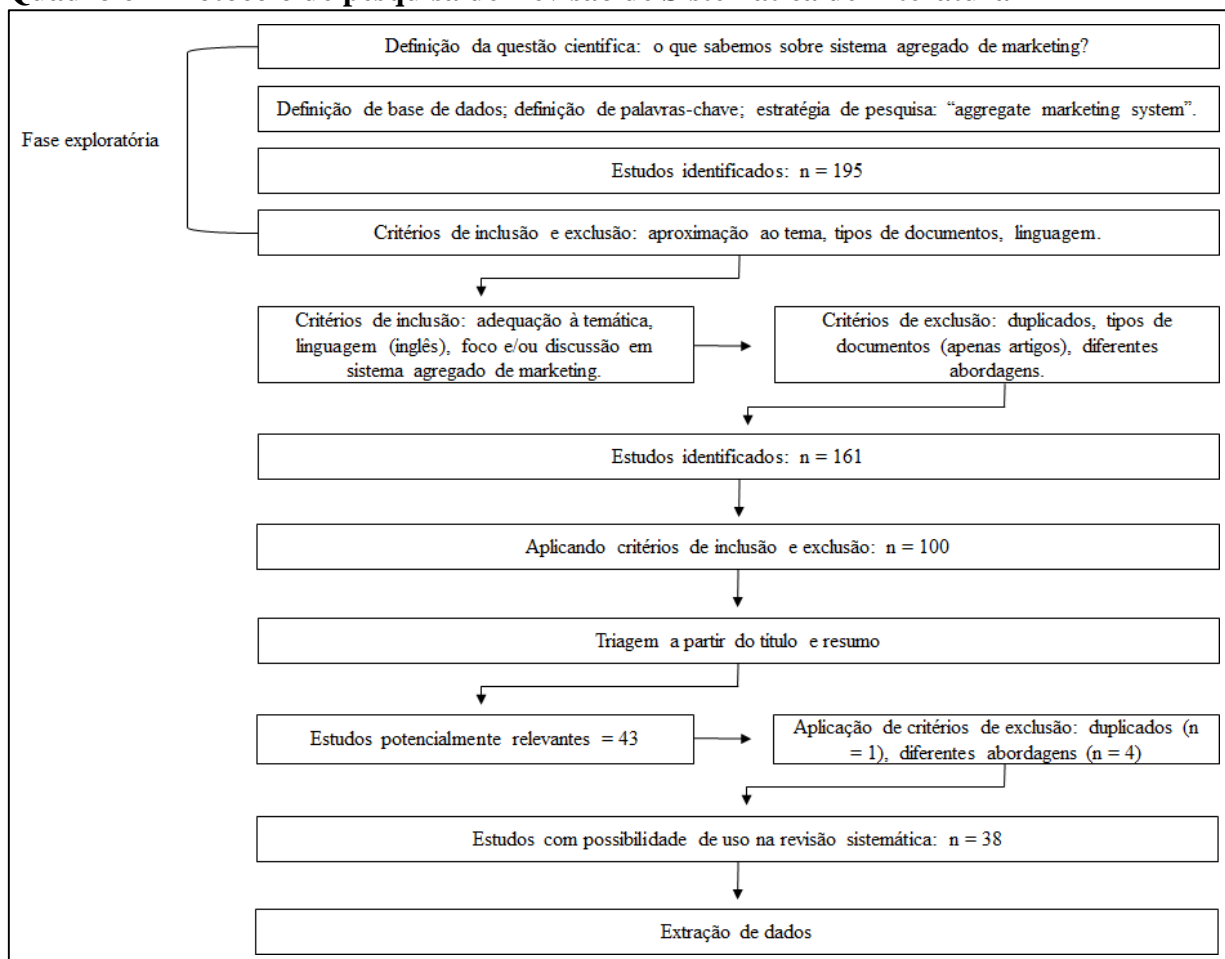 Definição da questão científica: o que sabemos sobre sistema agregado de marketing?
Definição de base de dados; definição de palavras-chave; estratégia de pesquisa: “aggregate marketing system”.
Fase exploratória
Estudos identificados: n = 195
Critérios de inclusão e exclusão: aproximação ao tema, tipos de documentos, linguagem.
Critérios de inclusão: adequação à temática,
linguagem (inglês), foco e/ou discussão em
sistema agregado de marketing.
Critérios de exclusão: duplicados, tipos de
documentos (apenas artigos), diferentes
abordagens.
Estudos identificados: n = 161
Aplicando critérios de inclusão e exclusão: n = 100
Triagem a partir do título e resumo
Estudos potencialmente relevantes = 43
Aplicação de critérios de exclusão: duplicados (n
= 1), diferentes abordagens (n = 4)
Estudos com possibilidade de uso na revisão sistemática: n = 38
Extração de dados